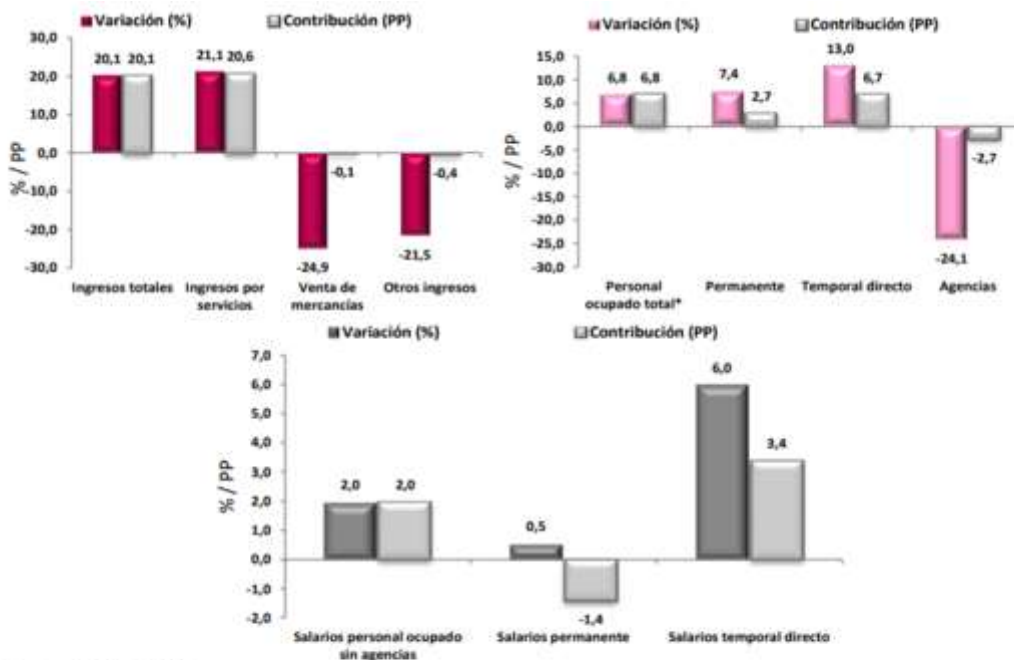 Variación (%) Contribución (PP)
30,0
20,0
10,0
0,0
-10,0
-20,0
-30,0
% / PP
20,1 20,1 21,1 20,6
-0,1 -0,4
-24,9 -21,5
Ingresos totales Ingresos por servicios Venta de mercancías Otros ingresos
Variación (%) Contribución (PP)
15,0
10,0
5,0
0,0
-5,0
-10,0
-15,0
-20,0
-25,0
-30,0
% / PP
6,8 6,8 7,4 2,7 13,0 6,7
-2,7
-24,1
Personal ocupado total* Permanente Temporal directo Agencias
Variación (%) Contribución (PP)
7,0
6,0
5,0
4,0
3,0
2,0
1,0
0,0
-1,0
-2,0
% / PP
2,0 2,0 0,5 -1,4 6,0 3,4
Salarios personal ocupado sin agencias Salarios permanente Salarios temporal directo